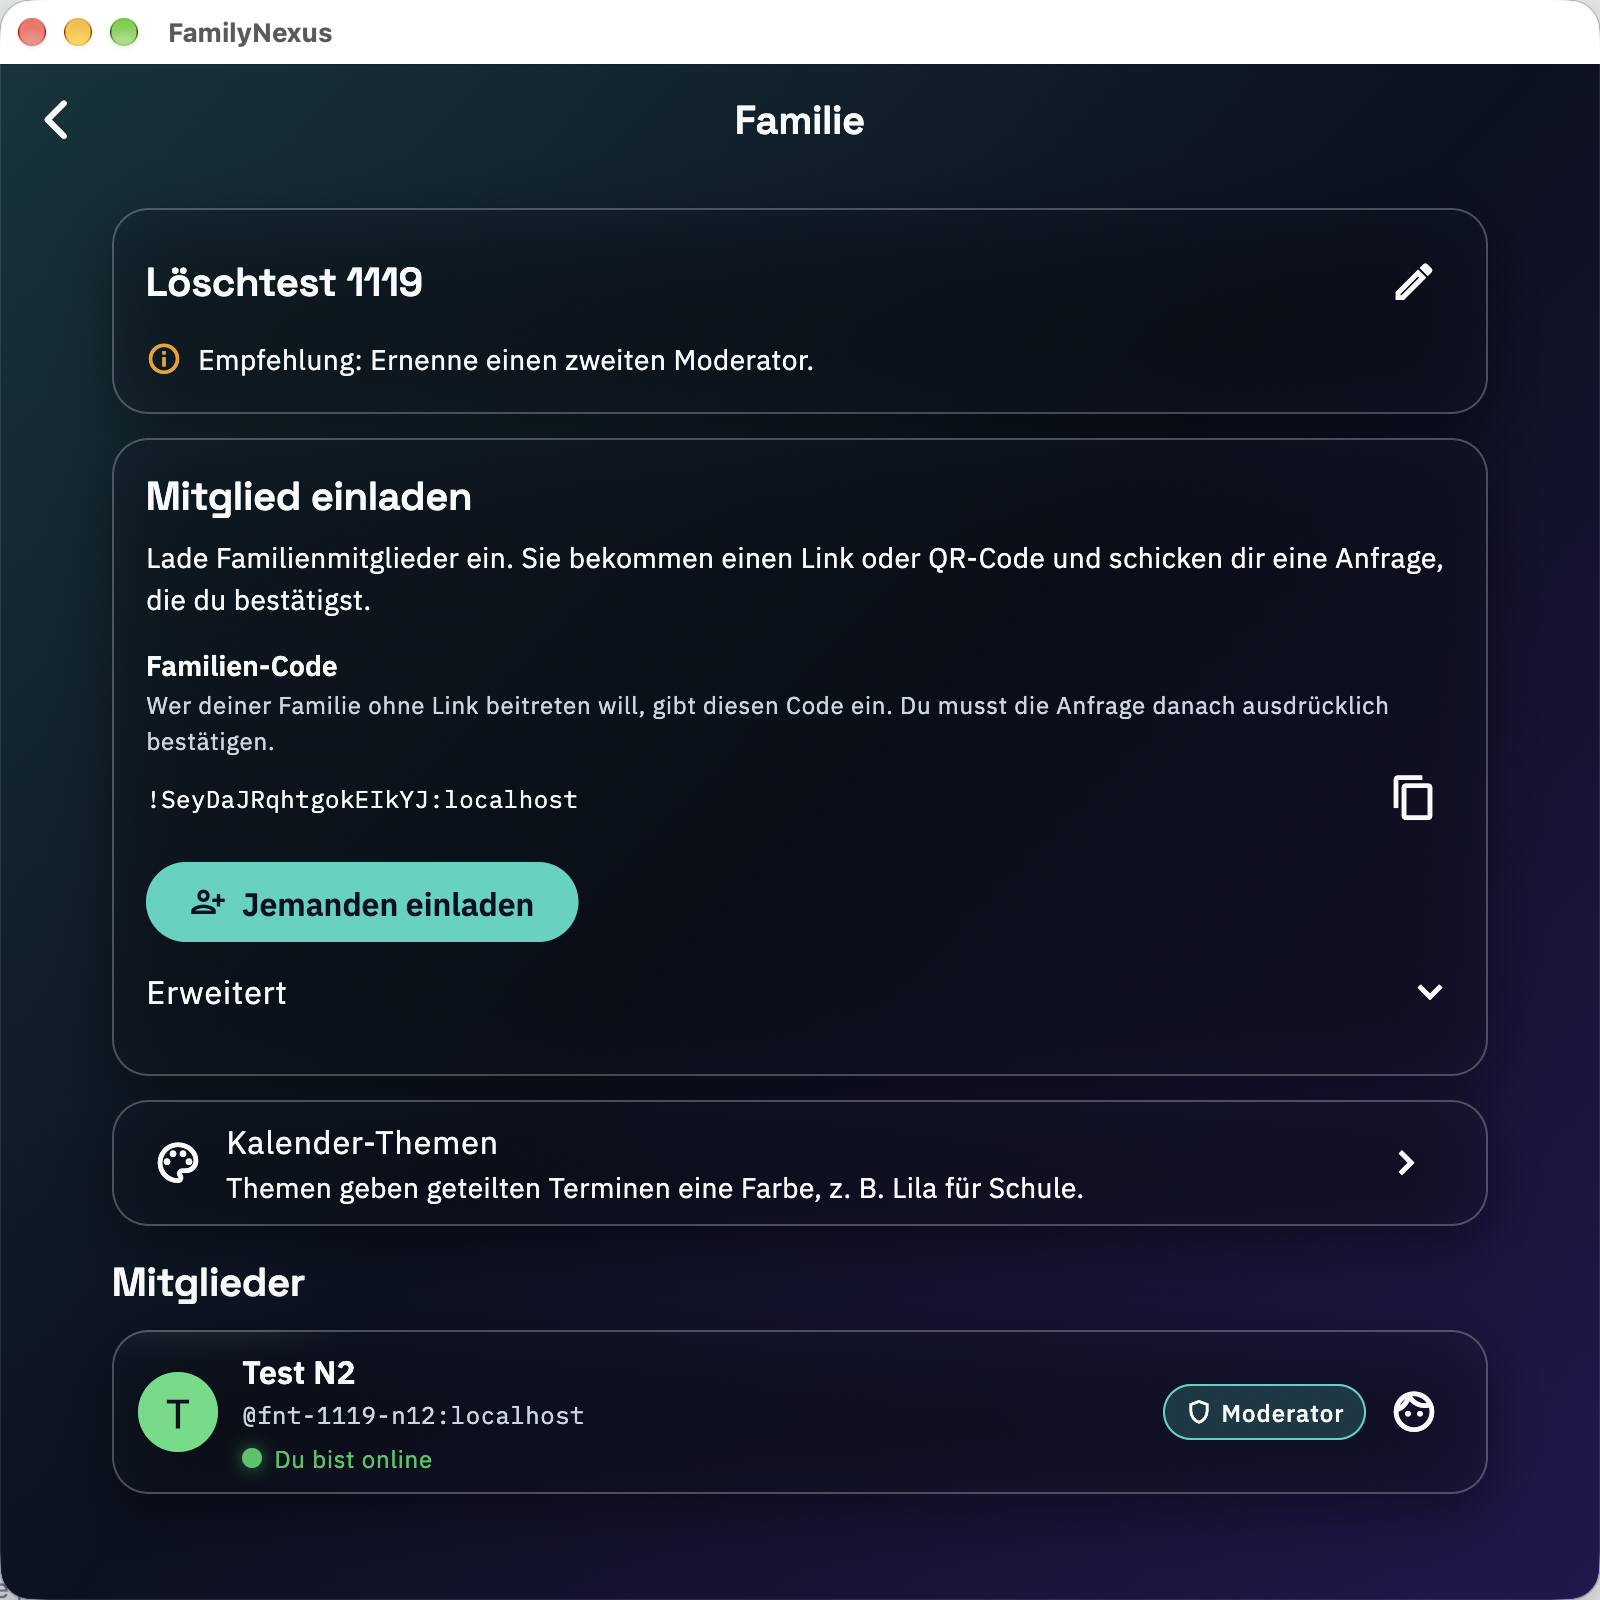 FamilyNexus
Familie
Löschtest 1119
Empfehlung: Ernenne einen zweiten Moderator.
Mitglied einladen
Lade Familienmitglieder ein. Sie bekommen einen Link oder QR-Code und schicken dir eine Anfrage,
die du bestätigst.
Familien-Code
Wer deiner Familie ohne Link beitreten will, gibt diesen Code ein. Du musst die Anfrage danach ausdrücklich
bestätigen.
!SeyDaJRqhtgokEIkYJ:localhost
Jemanden einladen
Erweitert
Kalender-Themen
Themen geben geteilten Terminen eine Farbe, z. B. Lila für Schule.
Mitglieder
T
Test N2
@fnt-1119-n12:localhost
Moderator
Du bist online